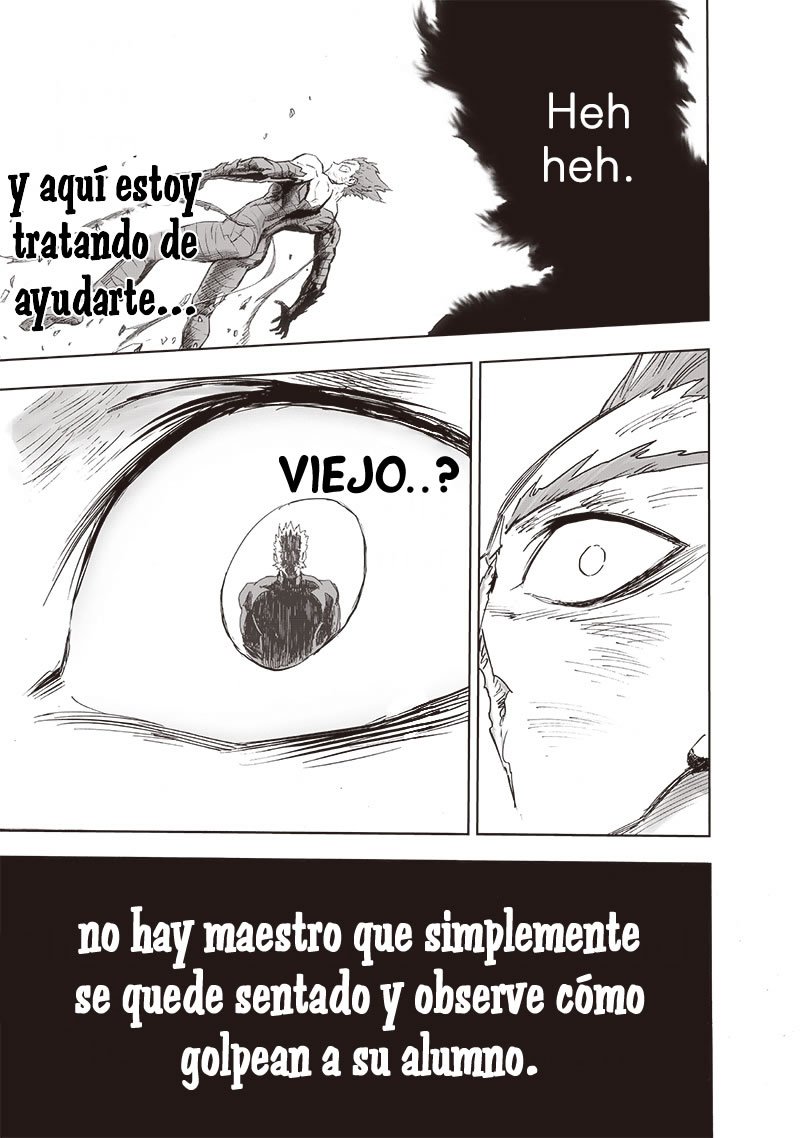 Heh
heh.
y aquí estoy
tratando de
ayudarte...
VIEJO..?
no hay maestro que simplemente
se quede sentado y observe cómo
golpean a su alumno.